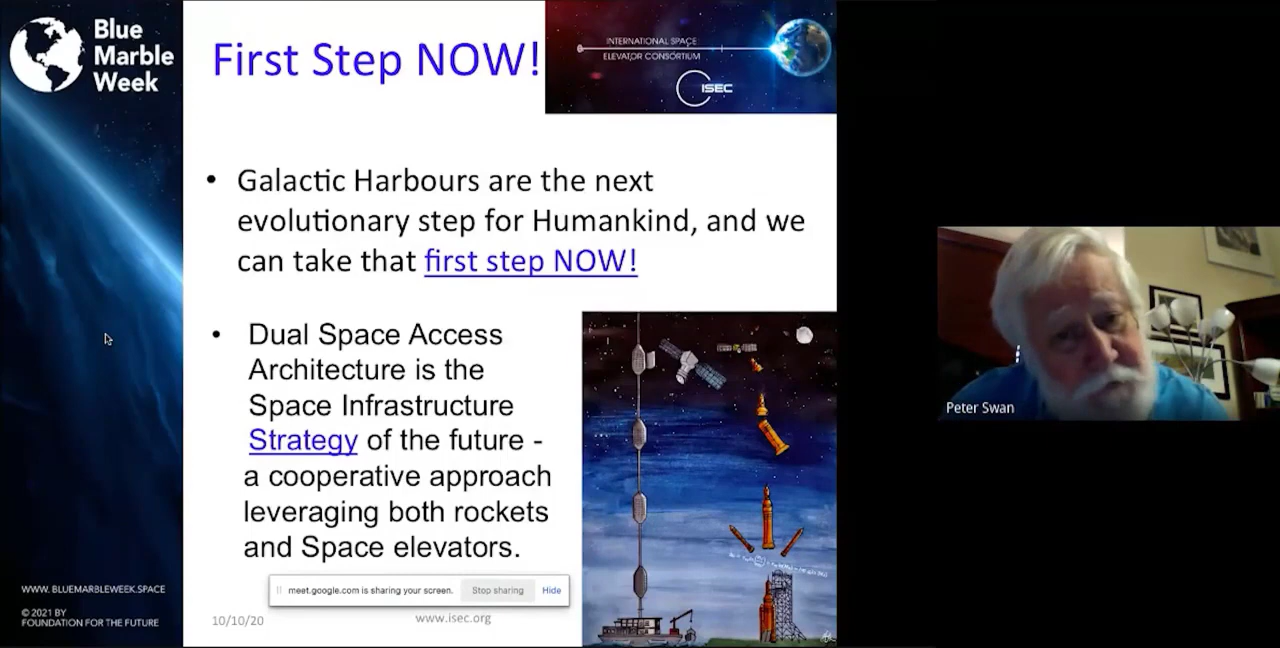 Blue
Marble
Week
First Step NOW!
INTERNATIONAL SPACE
ELEVATOR CONSORTIUM
ISEC
• Galactic Harbours are the next
evolutionary step for Humankind, and we
can take that first step NOW!
• Dual Space Access
Architecture is the
Space Infrastructure
Strategy of the future -
a cooperative approach
leveraging both rockets
and Space elevators.
meet.google.com is sharing your screen. Stop sharing Hide
10/10/20
www.isec.org
WWW. BLUEMARBLEWEEK.SPACE
© 2021 BY
FOUNDATION FOR THE FUTURE
Peter Swan